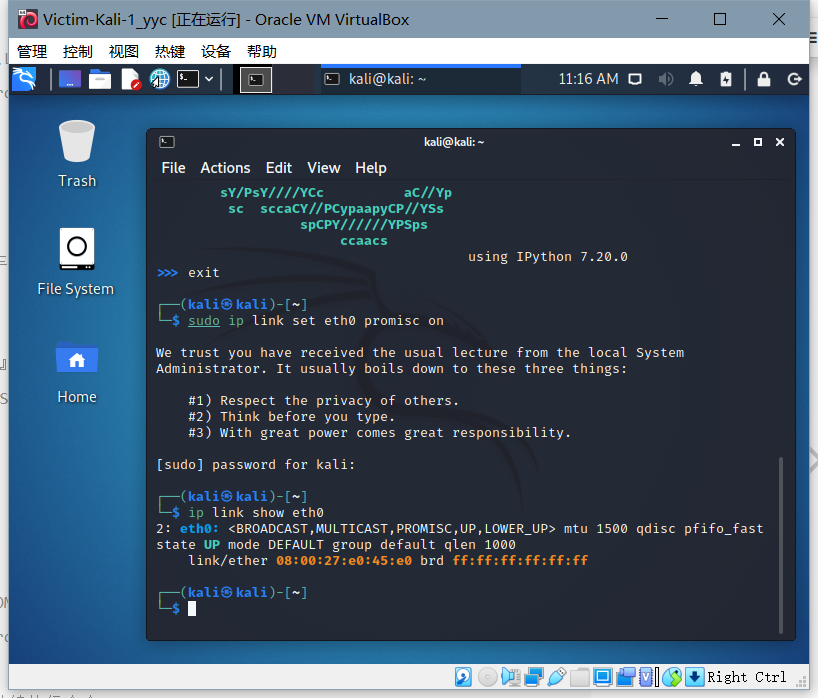 Victim-Kali-1_yyc [正在运行] - Oracle VM VirtualBox
管理 控制 视图 热键 设备 帮助
kali@kali: ~ 11:16 AM
Trash
File System
Home
kali@kali: ~
File Actions Edit View Help
sY/PsY////YCc aC//Yp
sc sccaCY//PCypaapyCP//YSs
spCPY//////YPSps
ccaacs
using IPython 7.20.0
>>> exit
┌──(kali㉿kali)-[~]
└─$ sudo ip link set eth0 promisc on
We trust you have received the usual lecture from the local System
Administrator. It usually boils down to these three things:
#1) Respect the privacy of others.
#2) Think before you type.
#3) With great power comes great responsibility.
[sudo] password for kali:
┌──(kali㉿kali)-[~]
└─$ ip link show eth0
2: eth0: <BROADCAST,MULTICAST,PROMISC,UP,LOWER_UP> mtu 1500 qdisc pfifo_fast
state UP mode DEFAULT group default qlen 1000
link/ether 08:00:27:e0:45:e0 brd ff:ff:ff:ff:ff:ff
┌──(kali㉿kali)-[~]
└─$
Right Ctrl